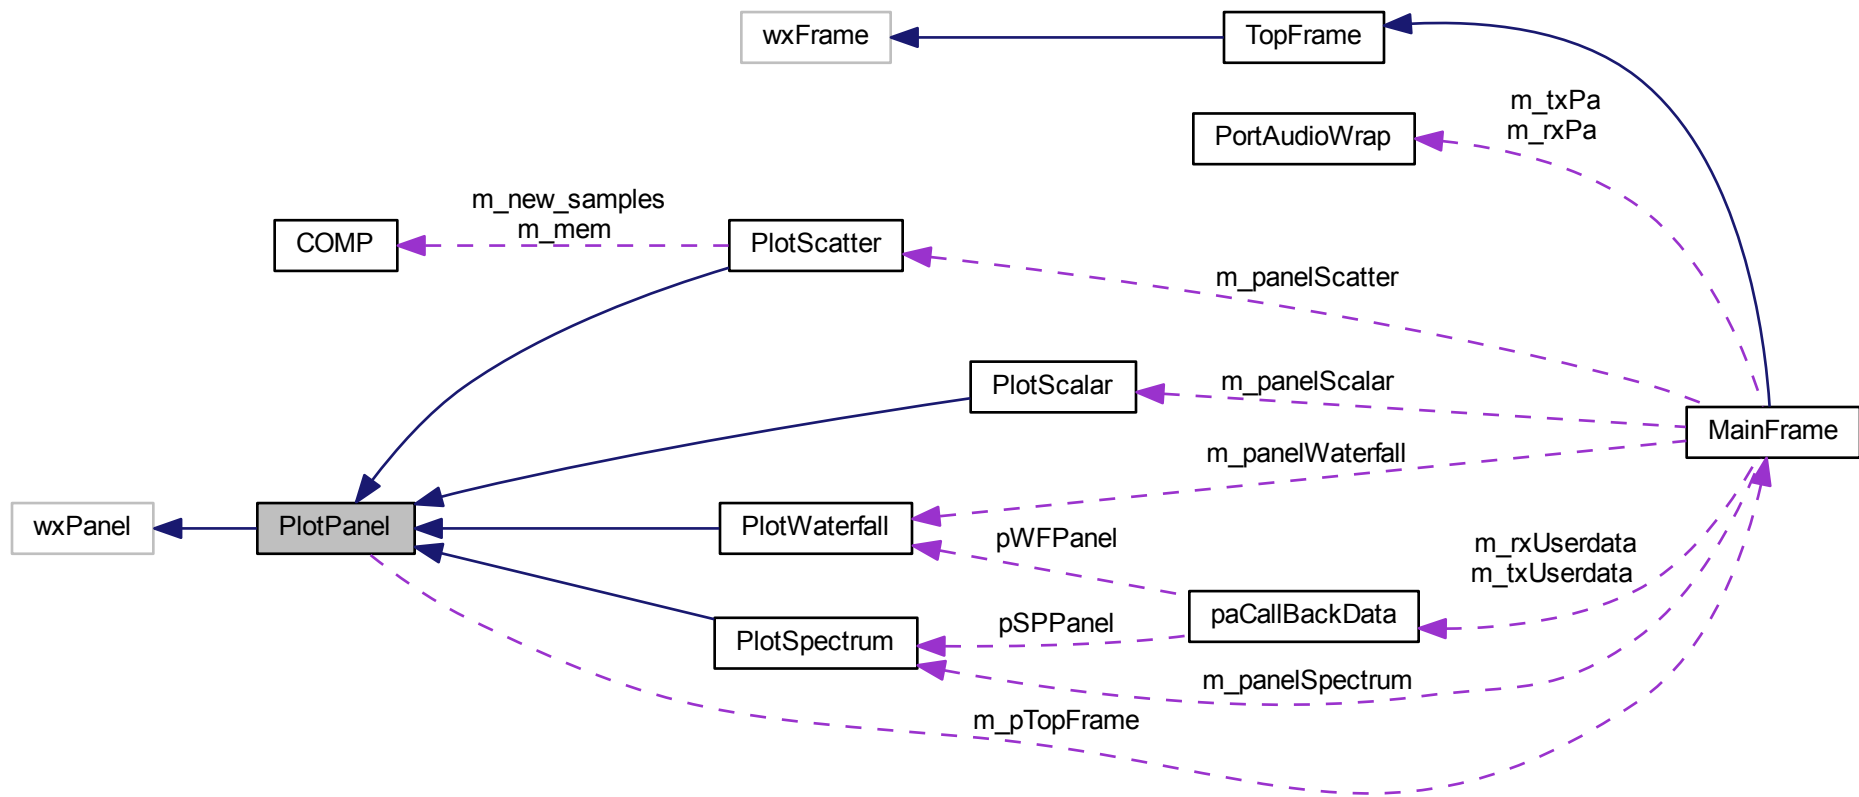 wxFrame
TopFrame
m_txPa
m_rxPa
PortAudioWrap
m_new_samples
m_mem
COMP
PlotScatter
m_panelScatter
PlotScalar
m_panelScalar
MainFrame
m_panelWaterfall
wxPanel
PlotPanel
PlotWaterfall
pWFPanel
m_rxUserdata
m_txUserdata
paCallBackData
pSPPanel
PlotSpectrum
m_panelSpectrum
m_pTopFrame